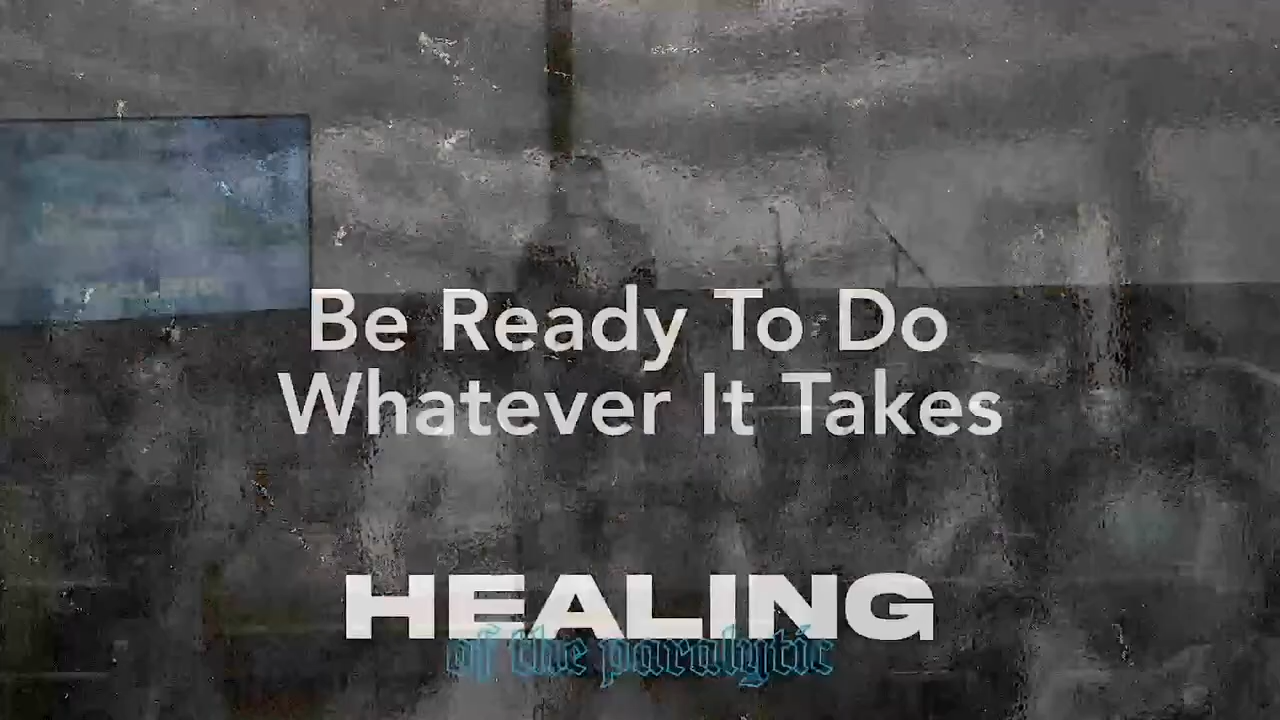 Be Ready To Do
Whatever It Takes
HEALING
of the paralytic